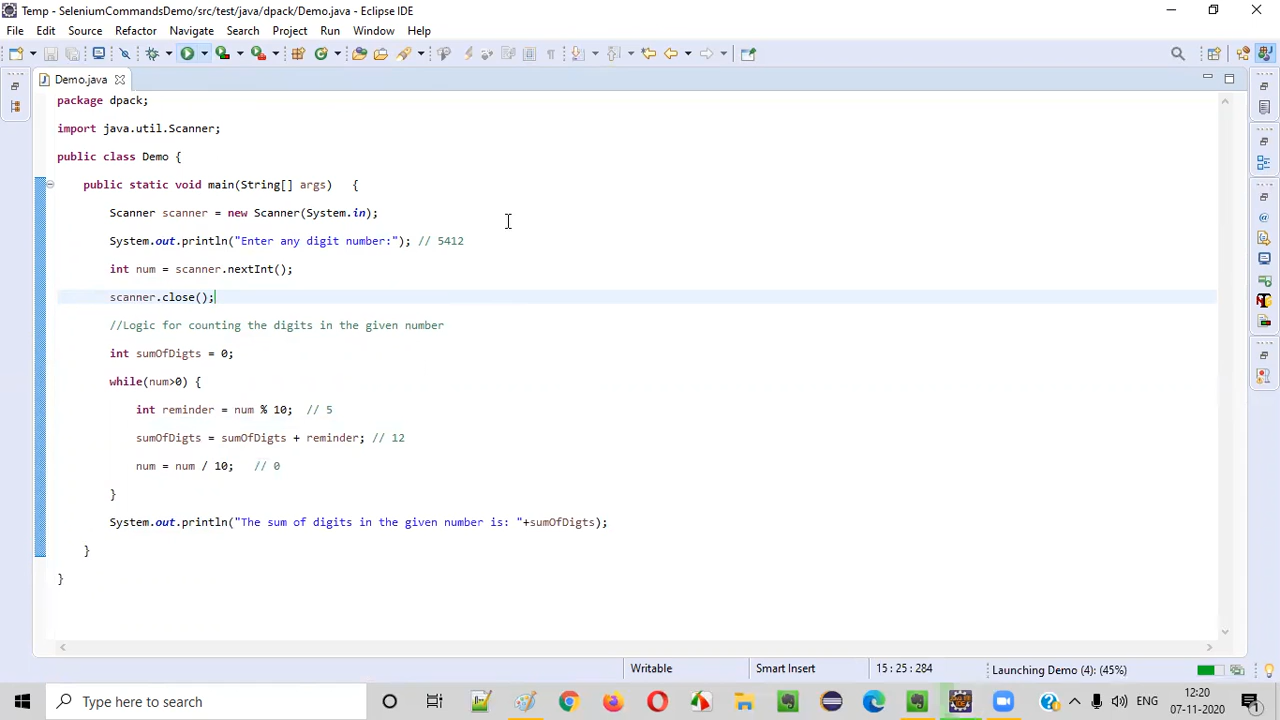 Temp - SeleniumCommandsDemo/src/test/java/dpack/Demo.java - Eclipse IDE
File Edit Source Refactor Navigate Search Project Run Window Help
Demo.java
package dpack;
import java.util.Scanner;
public class Demo {
public static void main(String[] args) {
Scanner scanner = new Scanner(System.in);
System.out.println("Enter any digit number:"); // 5412
int num = scanner.nextInt();
scanner.close();
//Logic for counting the digits in the given number
int sumOfDigts = 0;
while(num>0) {
int reminder = num % 10; // 5
sumOfDigts = sumOfDigts + reminder; // 12
num = num / 10; // 0
}
System.out.println("The sum of digits in the given number is: "+sumOfDigts);
}
}
Writable Smart Insert 15 : 25 : 284 Launching Demo (4): (45%)
Type here to search
ENG
12:20
07-11-2020